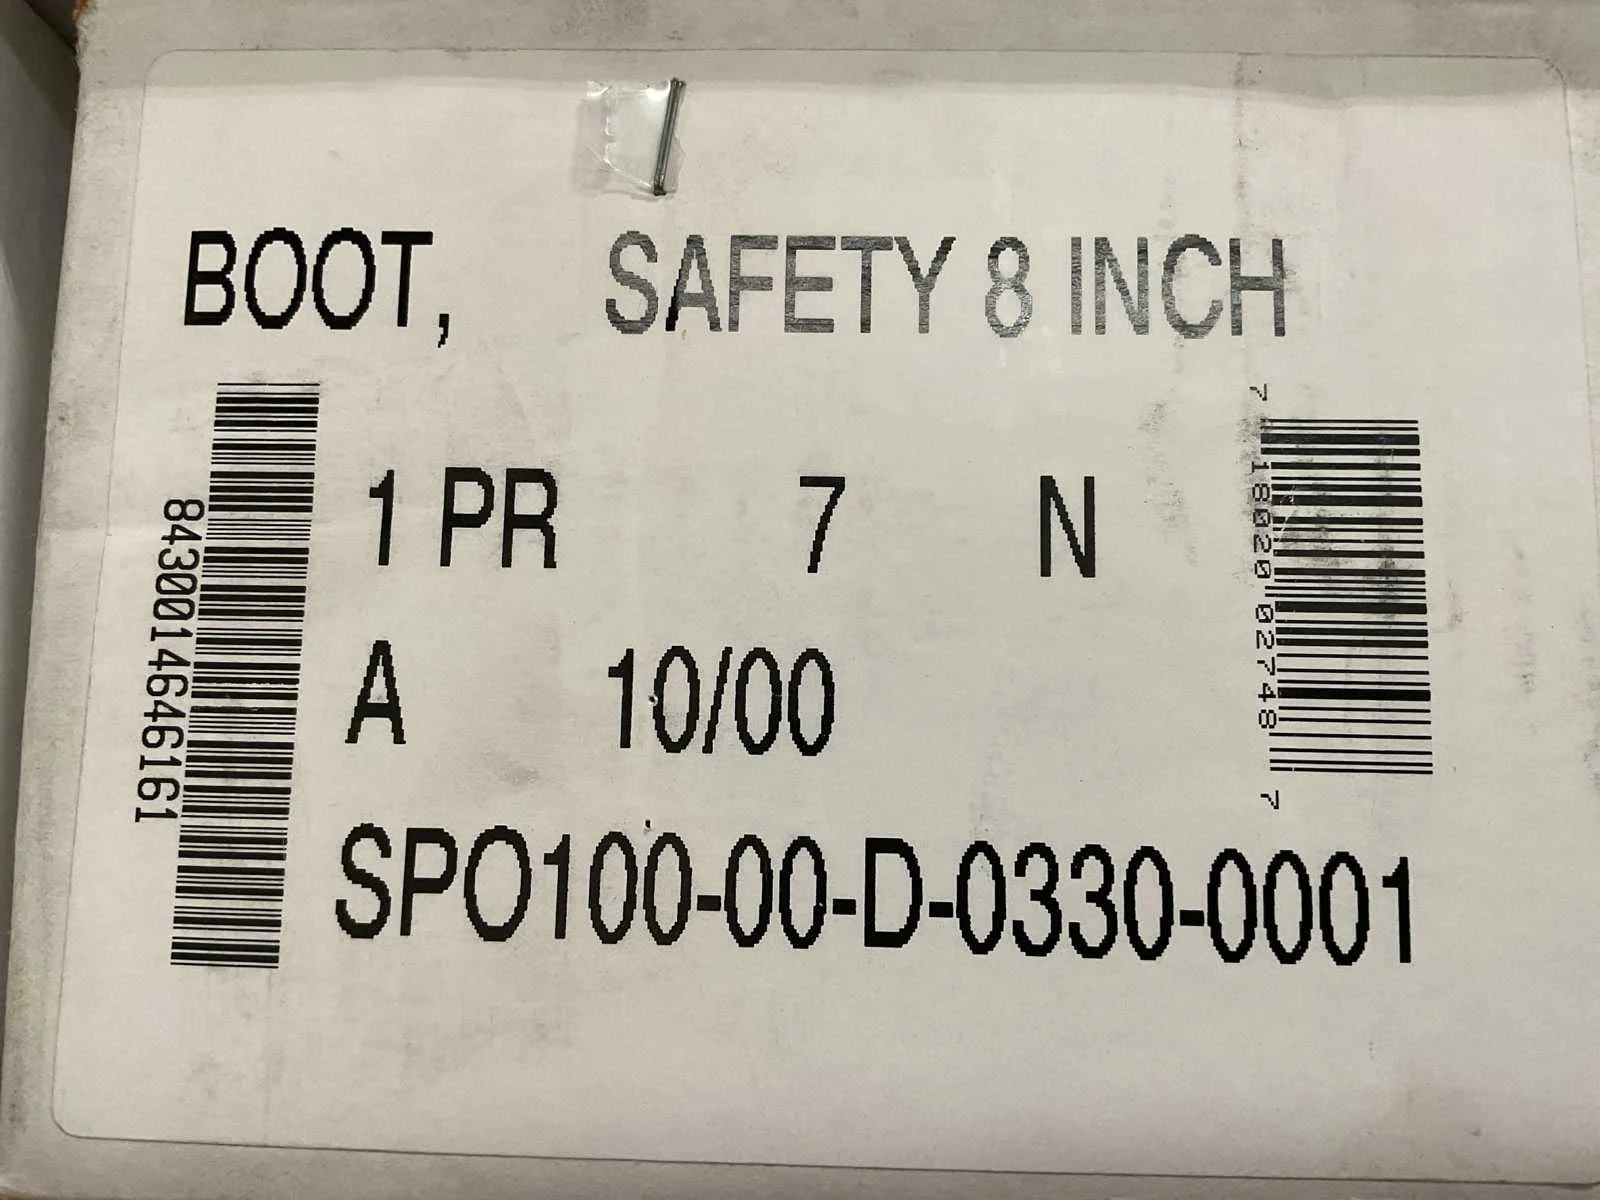 BOOT, SAFETY 8 INCH
8430014646161
1 PR 7 N
7 18020 02748 7
A 10/00
SPO100-00-D-0330-0001